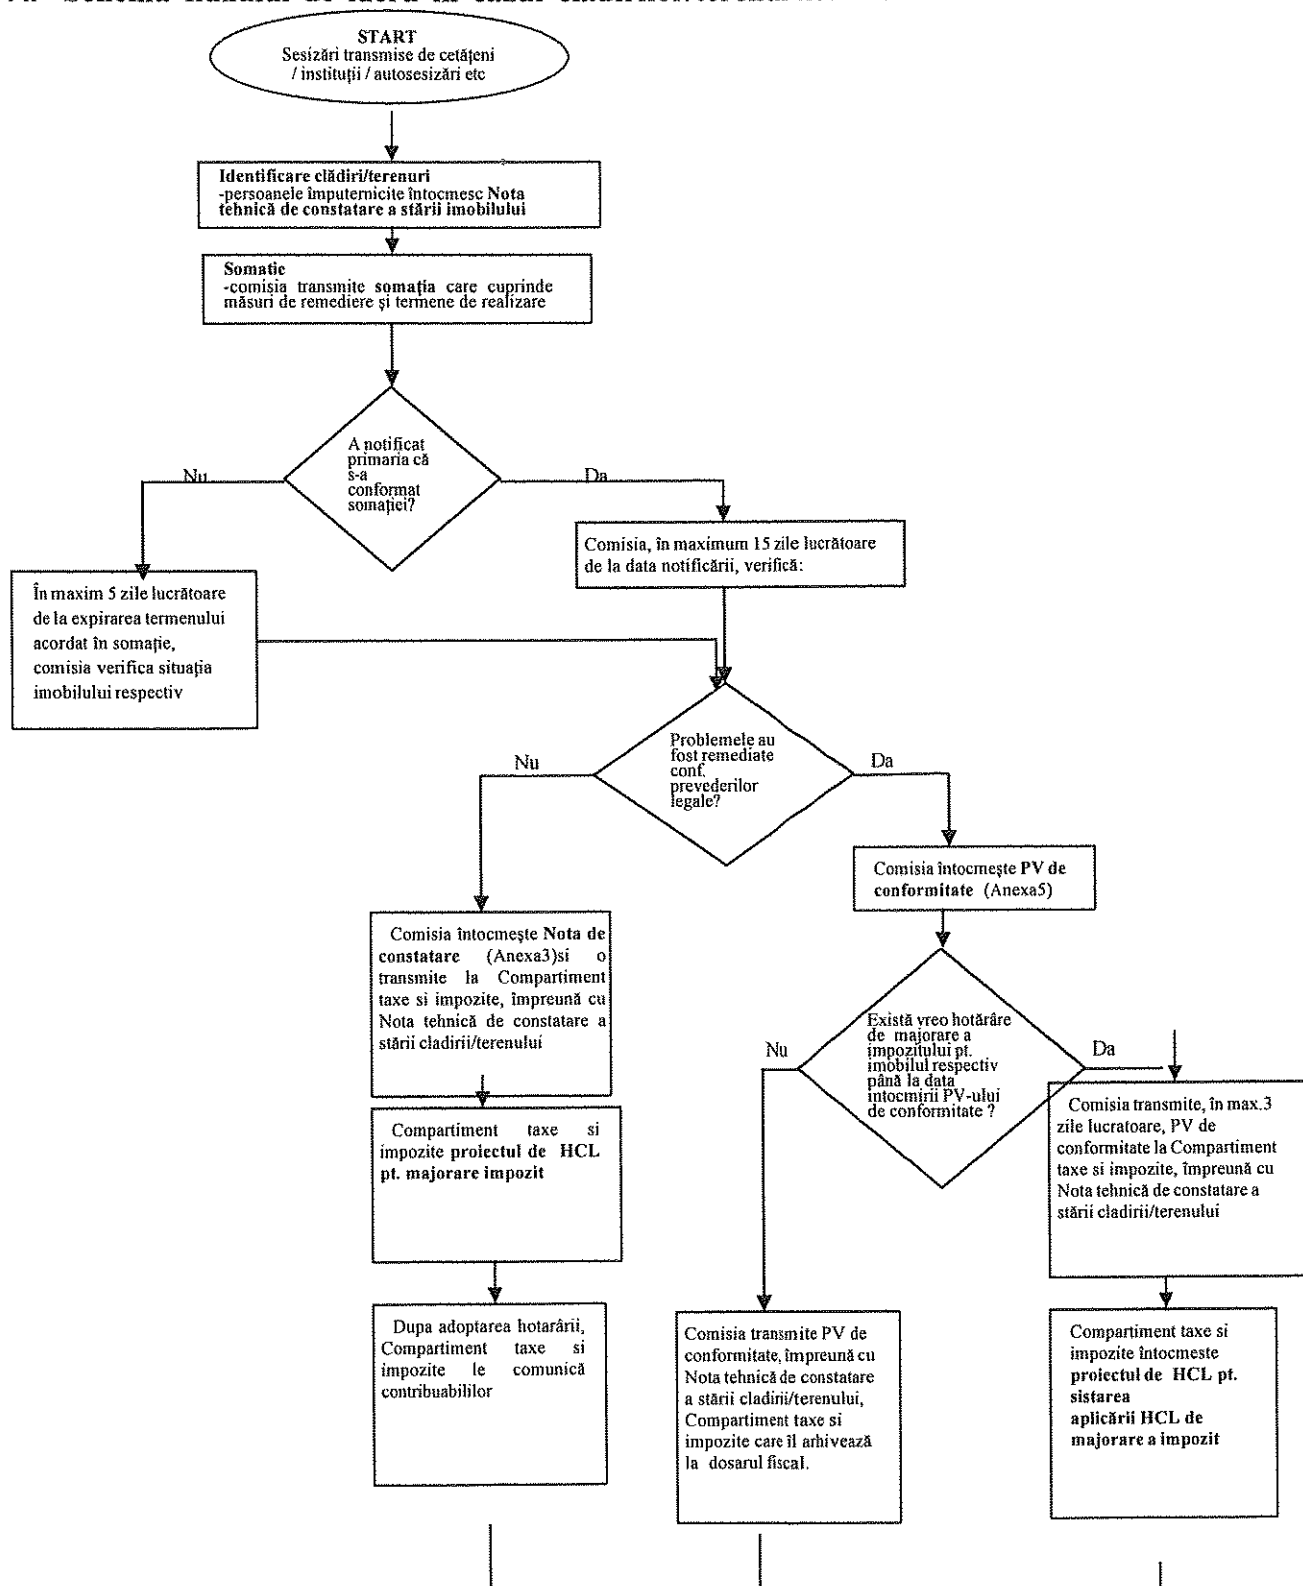 START
Sesizări transmise de cetățeni
/ instituții / autosesizări etc
Identificare clădiri/terenuri
-persoanele împuternicite întocmesc Nota
tehnică de constatare a stării imobilului
Somatie
-comisia transmite somația care cuprinde
măsuri de remediere și termene de realizare
A notificat
primaria că
s-a
conformat
somației?
Nu
Da
Comisia, în maximum 15 zile lucrătoare
de la data notificării, verifică:
În maxim 5 zile lucrătoare
de la expirarea termenului
acordat în somație,
comisia verifica situația
imobilului respectiv
Problemele au
fost remediate
conf.
prevederilor
legale?
Nu
Da
Comisia întocmește PV de
conformitate (Anexa5)
Comisia întocmește Nota de
constatare (Anexa3)si o
transmite la Compartiment
taxe si impozite, împreună cu
Nota tehnică de constatare a
stării cladirii/terenului
Există vreo hotărâre
de majorare a
impozitului pt.
imobilul respectiv
până la data
intocmirii PV-ului
de conformitate ?
Nu
Da
Comisia transmite, în max.3
zile lucratoare, PV de
conformitate la Compartiment
taxe si impozite, împreună cu
Nota tehnică de constatare a
stării cladirii/terenului
Compartiment taxe si
impozite proiectul de HCL
pt. majorare impozit
Dupa adoptarea hotarârii,
Compartiment taxe si
impozite le comunică
contribuabililor
Comisia transmite PV de
conformitate, împreună cu
Nota tehnică de constatare
a stării cladirii/terenului,
Compartiment taxe si
impozite care îl arhivează
la dosarul fiscal.
Compartiment taxe si
impozite întocmeste
proiectul de HCL pt.
sistarea
aplicării HCL de
majorare a impozit